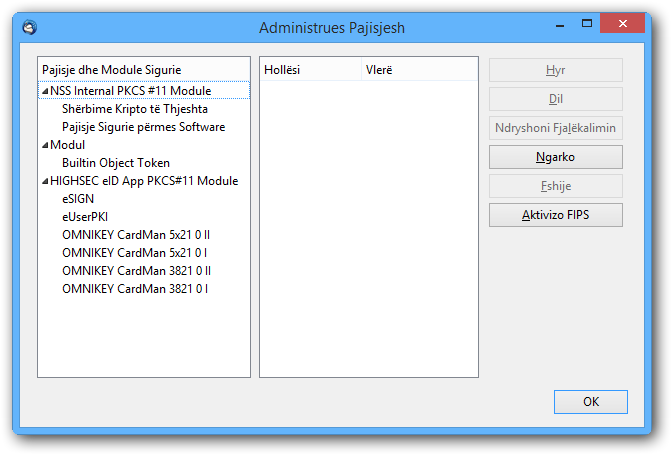 Administrues Pajisjesh
Pajisje dhe Module Sigurie
NSS Internal PKCS #11 Module
Shërbime Kripto të Thjeshta
Pajisje Sigurie përmes Software
Modul
Builtin Object Token
HIGHSEC eID App PKCS#11 Module
eSIGN
eUserPKI
OMNIKEY CardMan 5x21 0 II
OMNIKEY CardMan 5x21 0 I
OMNIKEY CardMan 3821 0 II
OMNIKEY CardMan 3821 0 I
Hollësi Vlerë
Hyr
Dil
Ndryshoni Fjalëkalimin
Ngarko
Fshije
Aktivizo FIPS
OK